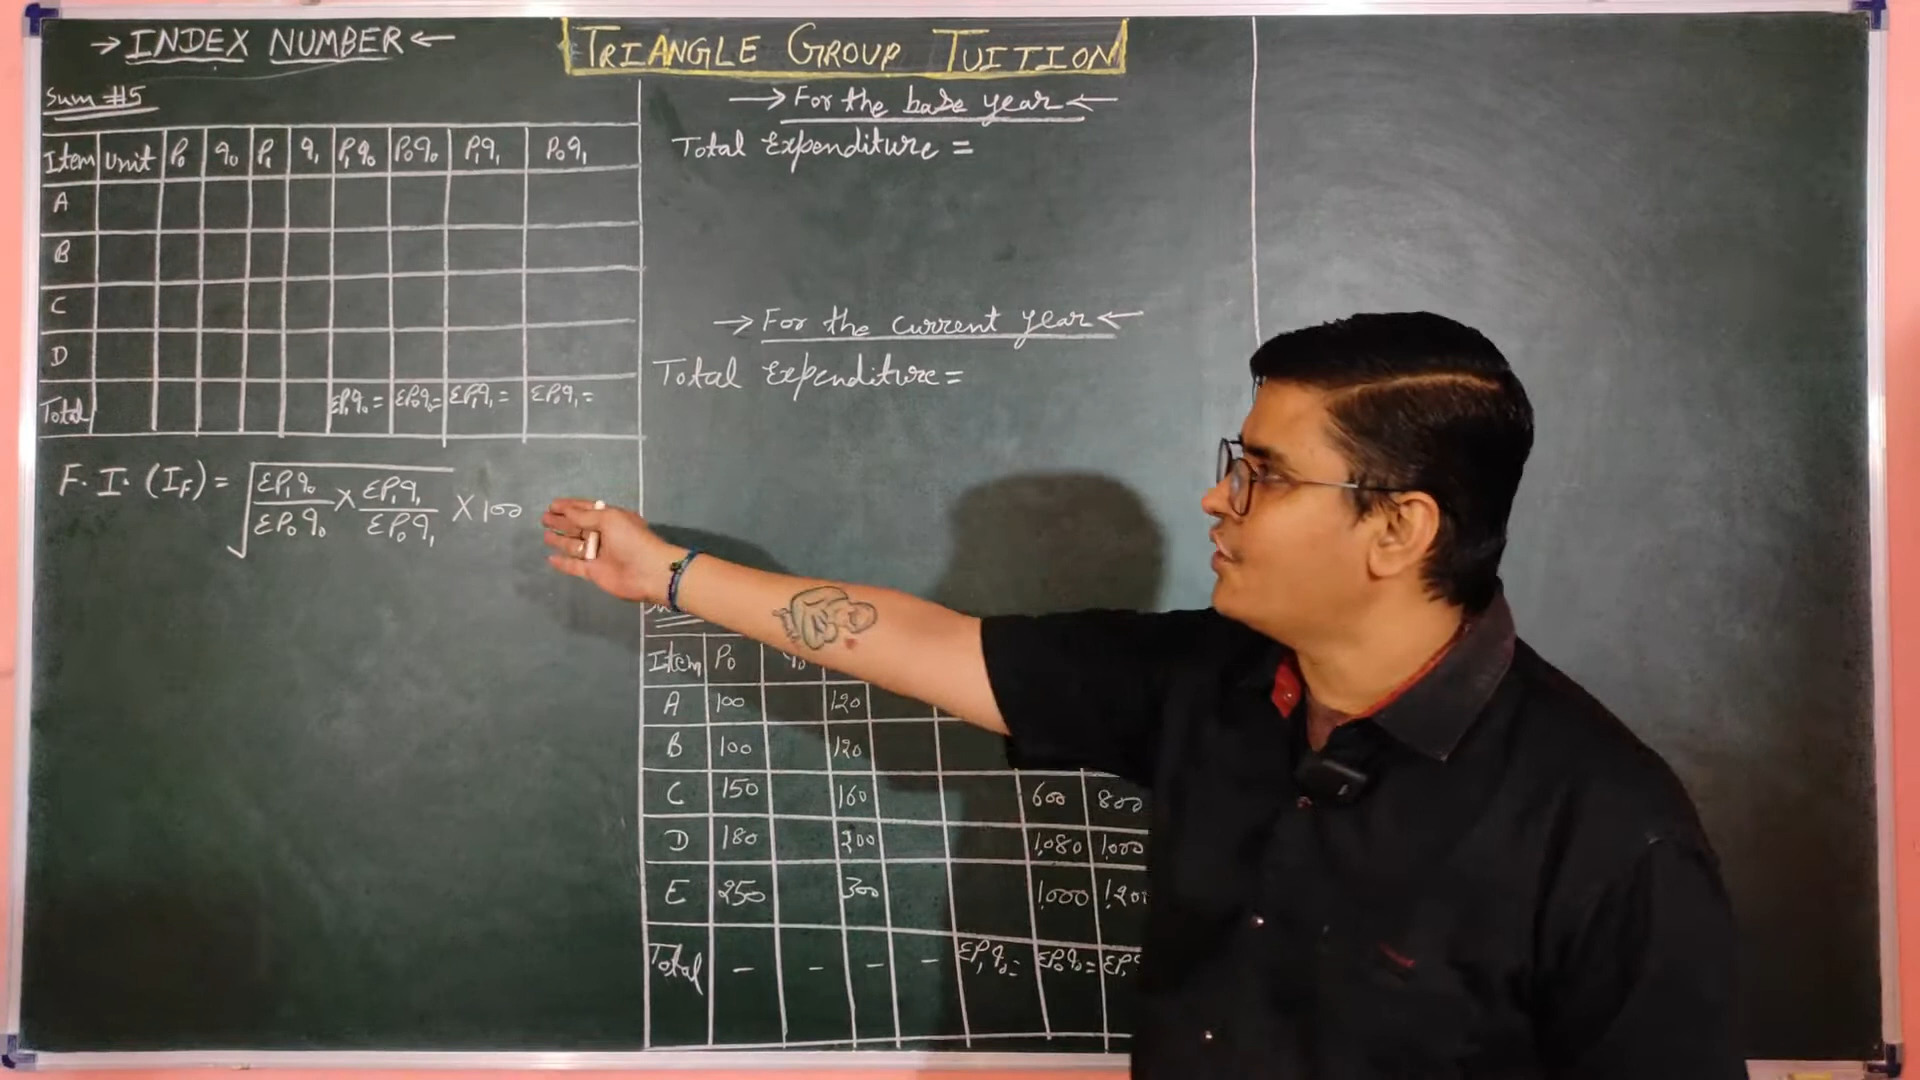 → INDEX NUMBER ←
TRIANGLE GROUP TUITION
Sum #5
Item Unit P₀ q₀ P₁ q₁ P₁q₀ P₀q₀ P₁q₁ P₀q₁
A
B
C
D
Total ΣP₁q₀= ΣP₀q₀= ΣP₁q₁= ΣP₀q₁=
F.I. (I_F) = √(ΣP₁q₀/ΣP₀q₀ × ΣP₁q₁/ΣP₀q₁) × 100
→ For the base year ←
Total Expenditure =
→ For the current year ←
Total Expenditure =
Item P₀ q₀
A 100 120
B 100 120
C 150 160 600 800
D 180 200 1,080 1,000
E 250 300 1,000
Total – – – – ΣP₁q₀= ΣP₀q₀=